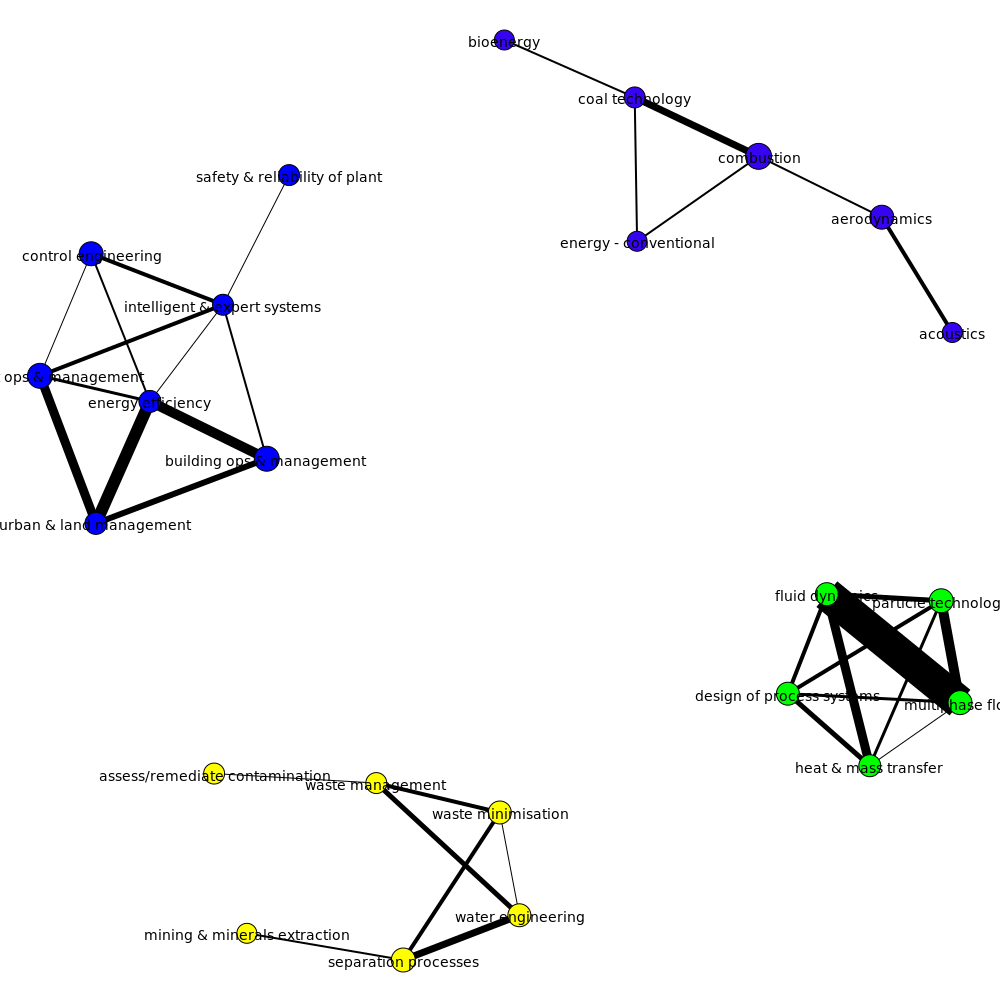 bioenergy
coal technology
combustion
safety & reliability of plant
aerodynamics
energy - conventional
control engineering
intelligent & expert systems
acoustics
ops & management
energy efficiency
building ops & management
urban & land management
fluid dynamics
particle technolog
design of process systems
multiphase flo
heat & mass transfer
assess/remediate contamination
waste management
waste minimisation
water engineering
mining & minerals extraction
separation processes